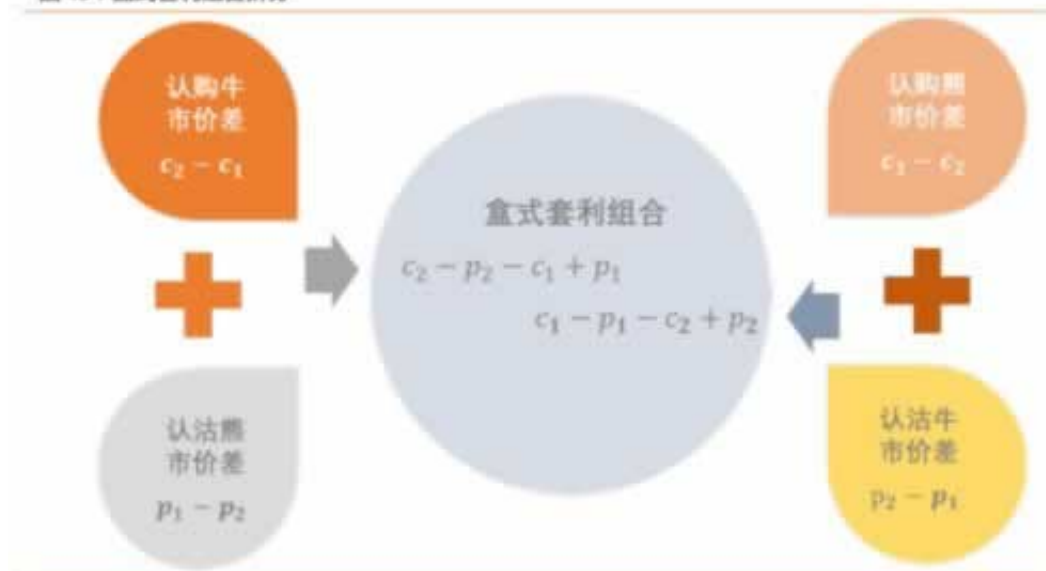 认购牛
市价差
c₂ − c₁
认购熊
市价差
c₁ − c₂
盒式套利组合
c₂ − p₂ − c₁ + p₁
c₁ − p₁ − c₂ + p₂
认沽熊
市价差
p₁ − p₂
认沽牛
市价差
p₂ − p₁